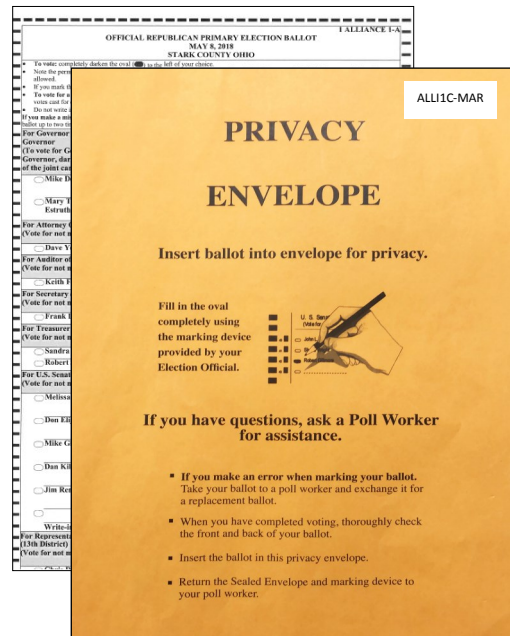 1 ALLIANCE 1-A
OFFICIAL REPUBLICAN PRIMARY ELECTION BALLOT
MAY 8, 2018
STARK COUNTY OHIO
To vote: completely darken the oval ( ) to the left of your choice.
Note the
allowed.
If you mark
To vote for a
votes cast for
Do not write
If you make a
ballot up to two
For Governor
Governor
(To vote for
Governor,
of the joint
Mike
Mary T
For Attorney
(Vote for not
Dave
For Auditor of
(Vote for not
Keith
For Secretary
(Vote for not
Frank
For Treasurer
(Vote for not
Sandra
Robert
For U.S.
(Vote for not
Melissa
Don
Mike
Dan
Jim
(13th District)
(Vote for not
ALLI1C-MAR
PRIVACY
ENVELOPE
Insert ballot into envelope for privacy.
Fill in the oval
completely using
the marking device
provided by your
Election Official.
If you have questions, ask a Poll Worker
for assistance.
▪ If you make an error when marking your ballot.
Take your ballot to a poll worker and exchange it for
a replacement ballot.
▪ When you have completed voting, thoroughly check
the front and back of your ballot.
▪ Insert the ballot in this privacy envelope.
▪ Return the Sealed Envelope and marking device to
your poll worker.